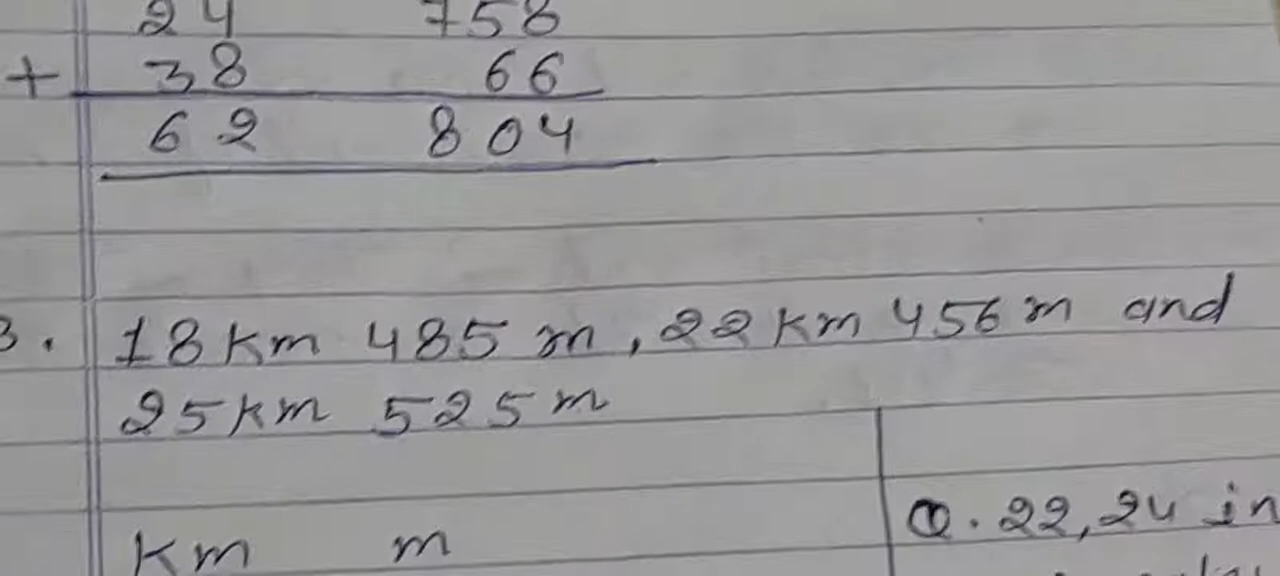 24 758
+ 38 66
62 804
3. 18 km 485 m, 22 km 456 m and
25 km 525 m
km m
Q. 22, 24 in